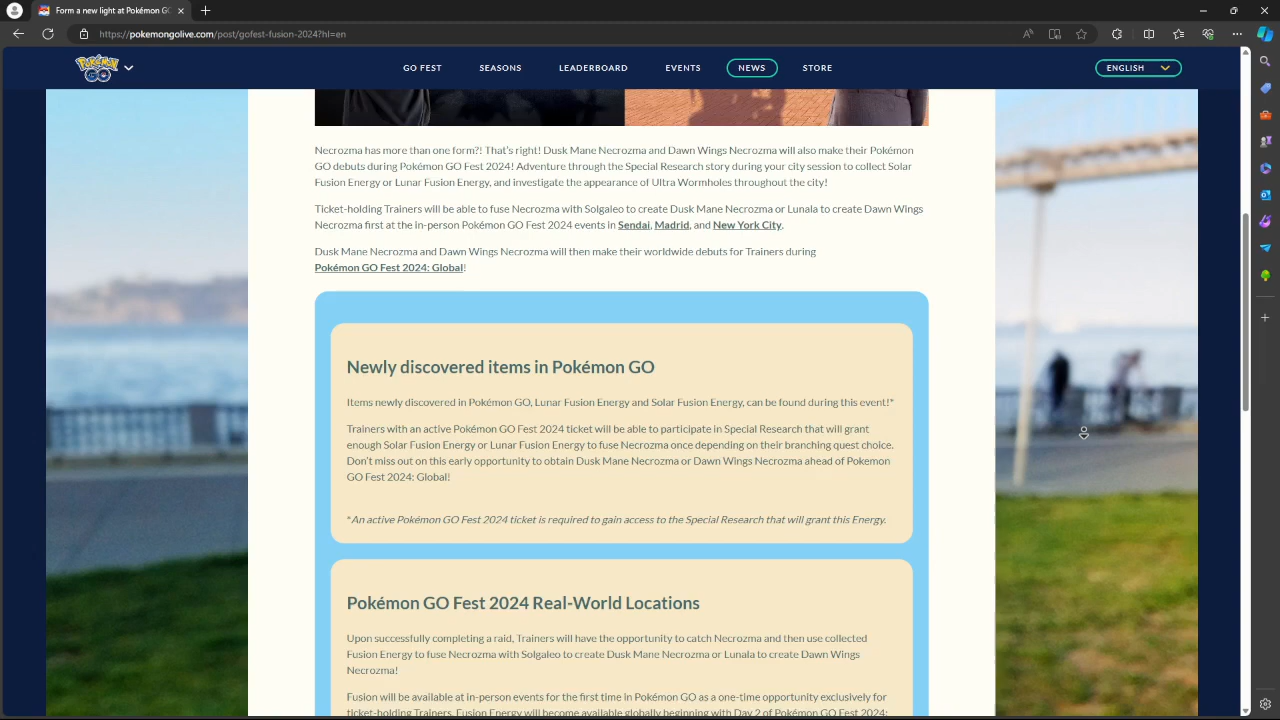 Form a new light at Pokémon GO
https://pokemongolive.com/post/gofest-fusion-2024?hl=en
Pokémon GO
GO FEST SEASONS LEADERBOARD EVENTS NEWS STORE ENGLISH
Necrozma has more than one form?! That's right! Dusk Mane Necrozma and Dawn Wings Necrozma will also make their Pokémon
GO debuts during Pokémon GO Fest 2024! Adventure through the Special Research story during your city session to collect Solar
Fusion Energy or Lunar Fusion Energy, and investigate the appearance of Ultra Wormholes throughout the city!
Ticket-holding Trainers will be able to fuse Necrozma with Solgaleo to create Dusk Mane Necrozma or Lunala to create Dawn Wings
Necrozma first at the in-person Pokémon GO Fest 2024 events in Sendai, Madrid, and New York City.
Dusk Mane Necrozma and Dawn Wings Necrozma will then make their worldwide debuts for Trainers during
Pokémon GO Fest 2024: Global!
Newly discovered items in Pokémon GO
Items newly discovered in Pokémon GO, Lunar Fusion Energy and Solar Fusion Energy, can be found during this event!*
Trainers with an active Pokémon GO Fest 2024 ticket will be able to participate in Special Research that will grant
enough Solar Fusion Energy or Lunar Fusion Energy to fuse Necrozma once depending on their branching quest choice.
Don't miss out on this early opportunity to obtain Dusk Mane Necrozma or Dawn Wings Necrozma ahead of Pokemon
GO Fest 2024: Global!
*An active Pokémon GO Fest 2024 ticket is required to gain access to the Special Research that will grant this Energy.
Pokémon GO Fest 2024 Real-World Locations
Upon successfully completing a raid, Trainers will have the opportunity to catch Necrozma and then use collected
Fusion Energy to fuse Necrozma with Solgaleo to create Dusk Mane Necrozma or Lunala to create Dawn Wings
Necrozma!
Fusion will be available at in-person events for the first time in Pokémon GO as a one-time opportunity exclusively for
ticket-holding Trainers. Fusion Energy will become available globally beginning with Day 2 of Pokémon GO Fest 2024: